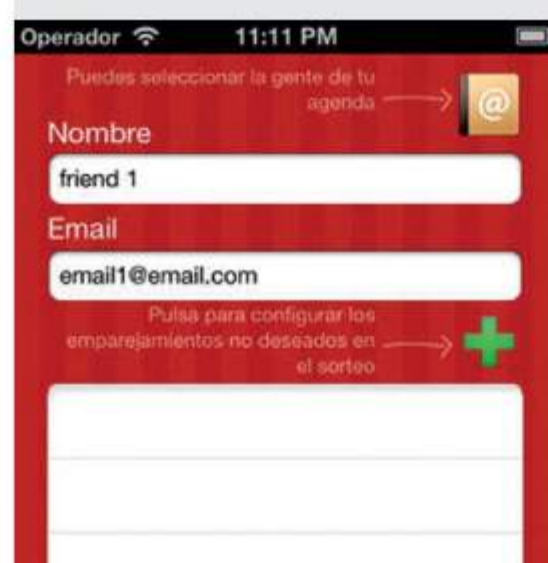 Operador 11:11 PM
Puedes seleccionar la gente de tu
agenda
@
Nombre
friend 1
Email
email1@email.com
Pulsa para configurar los
emparejamientos no deseados en
el sorteo